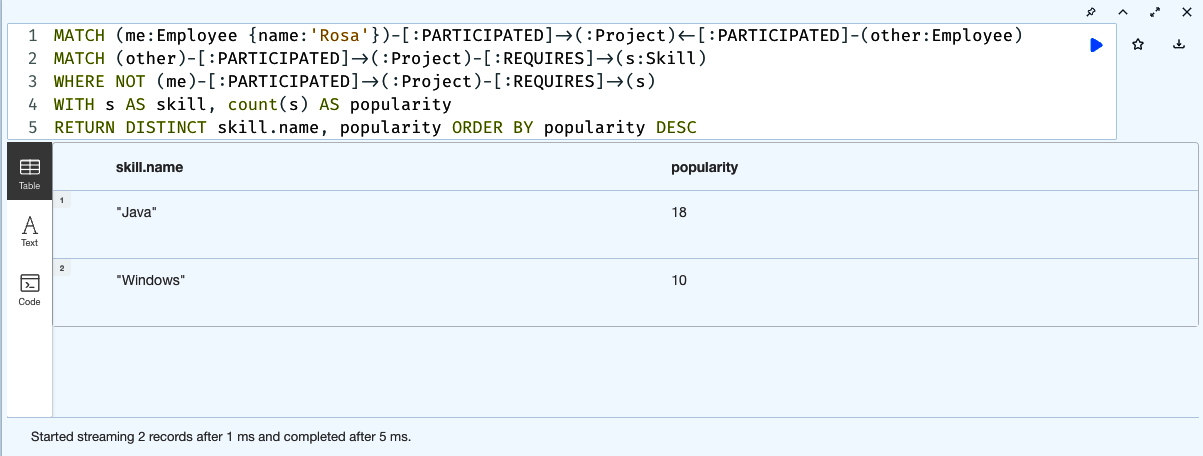 1 MATCH (me:Employee {name:'Rosa'})-[:PARTICIPATED]→(:Project)←[:PARTICIPATED]-(other:Employee)
2 MATCH (other)-[:PARTICIPATED]→(:Project)-[:REQUIRES]→(s:Skill)
3 WHERE NOT (me)-[:PARTICIPATED]→(:Project)-[:REQUIRES]→(s)
4 WITH s AS skill, count(s) AS popularity
5 RETURN DISTINCT skill.name, popularity ORDER BY popularity DESC
skill.name popularity
Table
1
"Java" 18
A
Text
2
"Windows" 10
Code
Started streaming 2 records after 1 ms and completed after 5 ms.